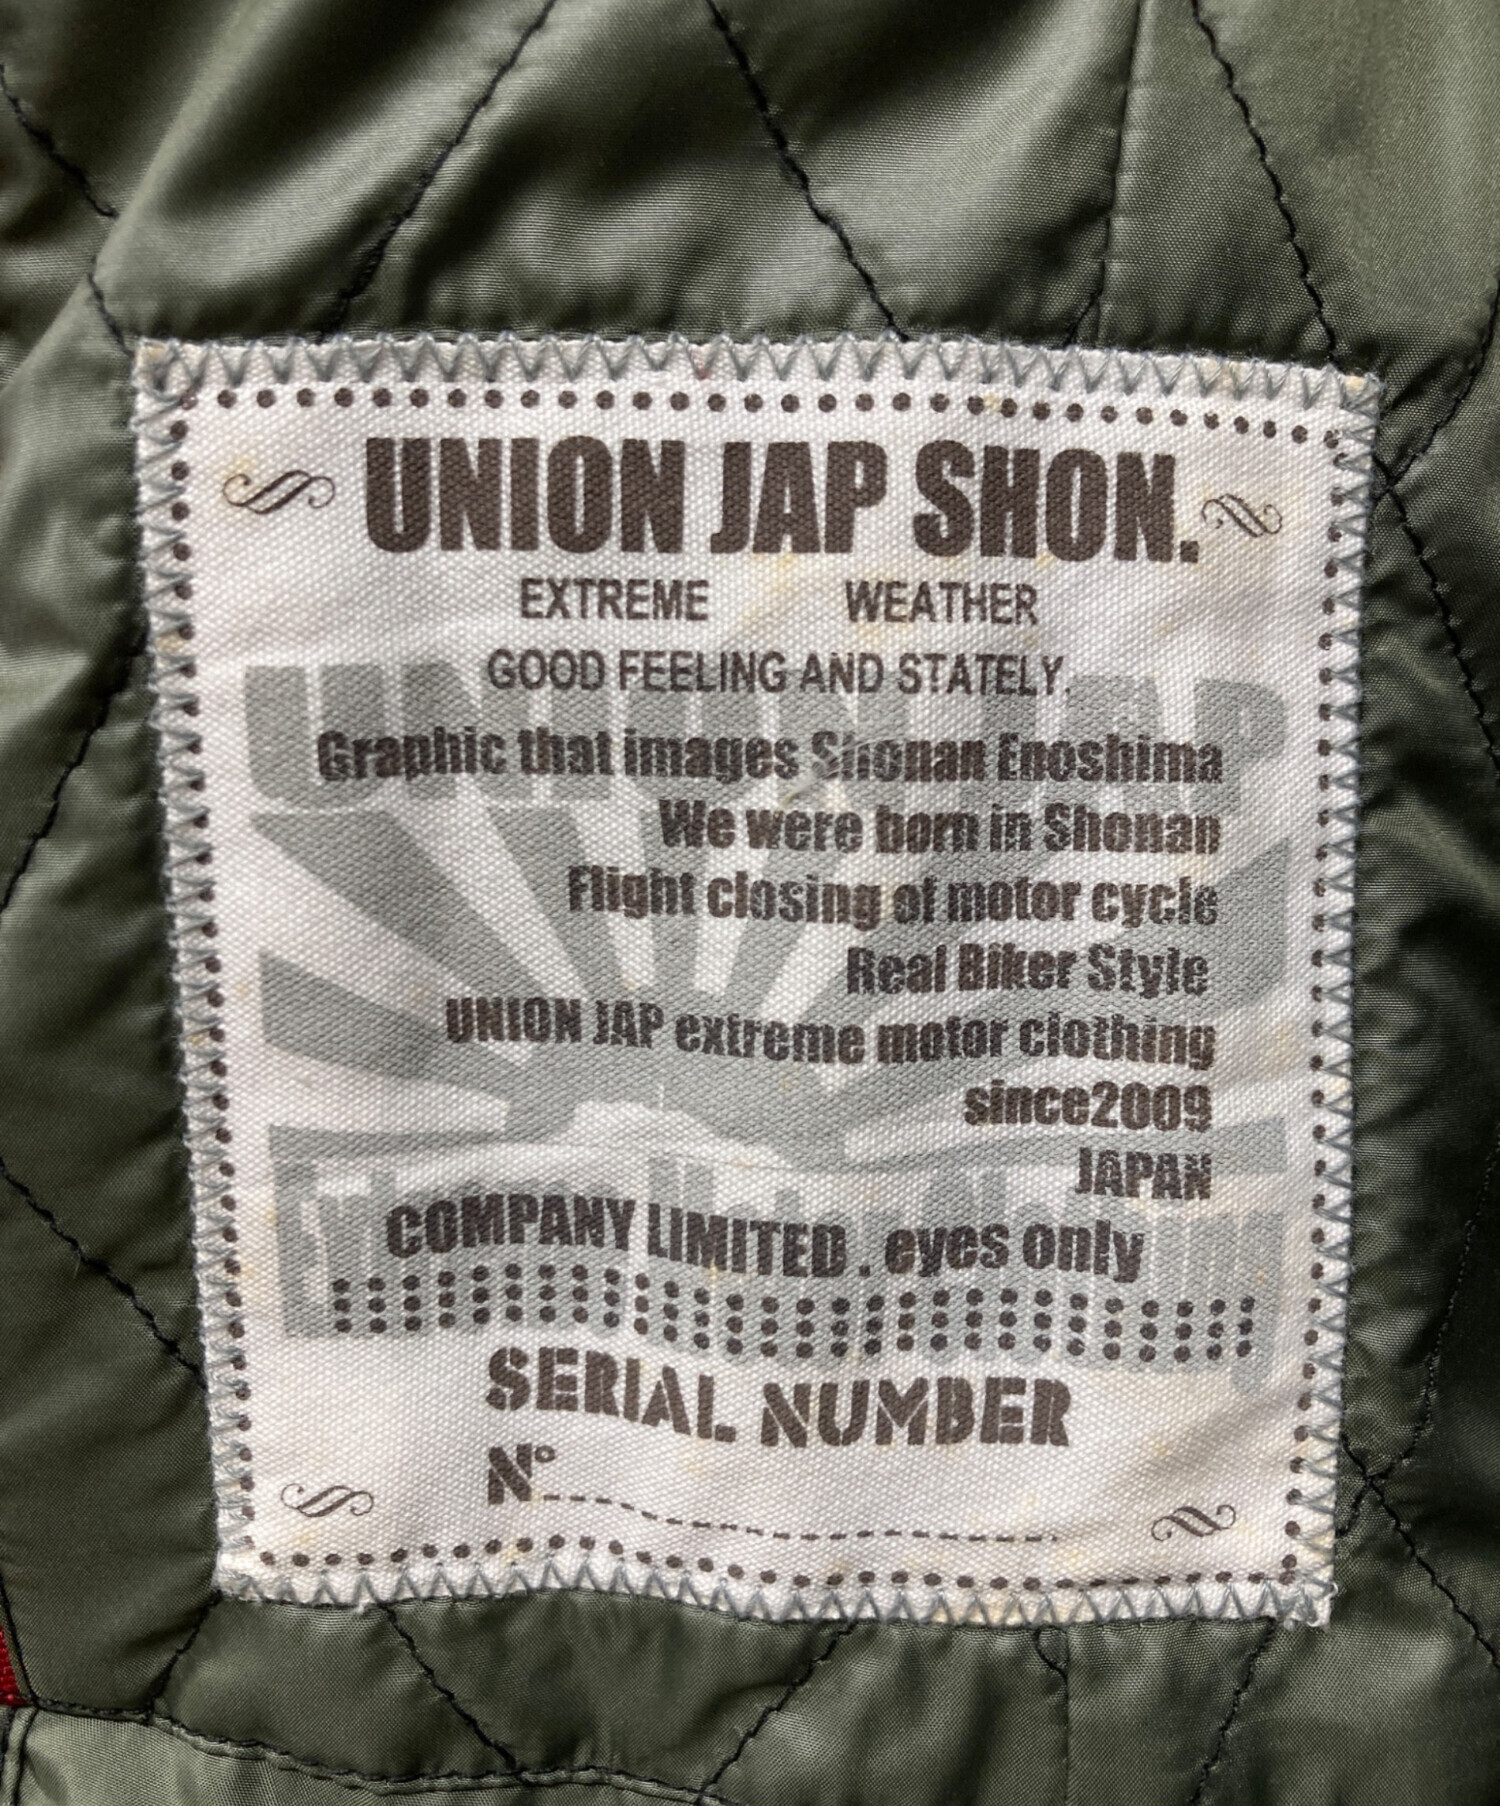 UNION JAP SHON.
EXTREME WEATHER
GOOD FEELING AND STATELY.
UNION JAP
Graphic that images Shonan Enoshima
We were born in Shonan
Flight closing of motor cycle
Real Biker Style
UNION JAP extreme motor clothing
since2009
JAPAN
COMPANY LIMITED . eyes only
SERIAL NUMBER
N°